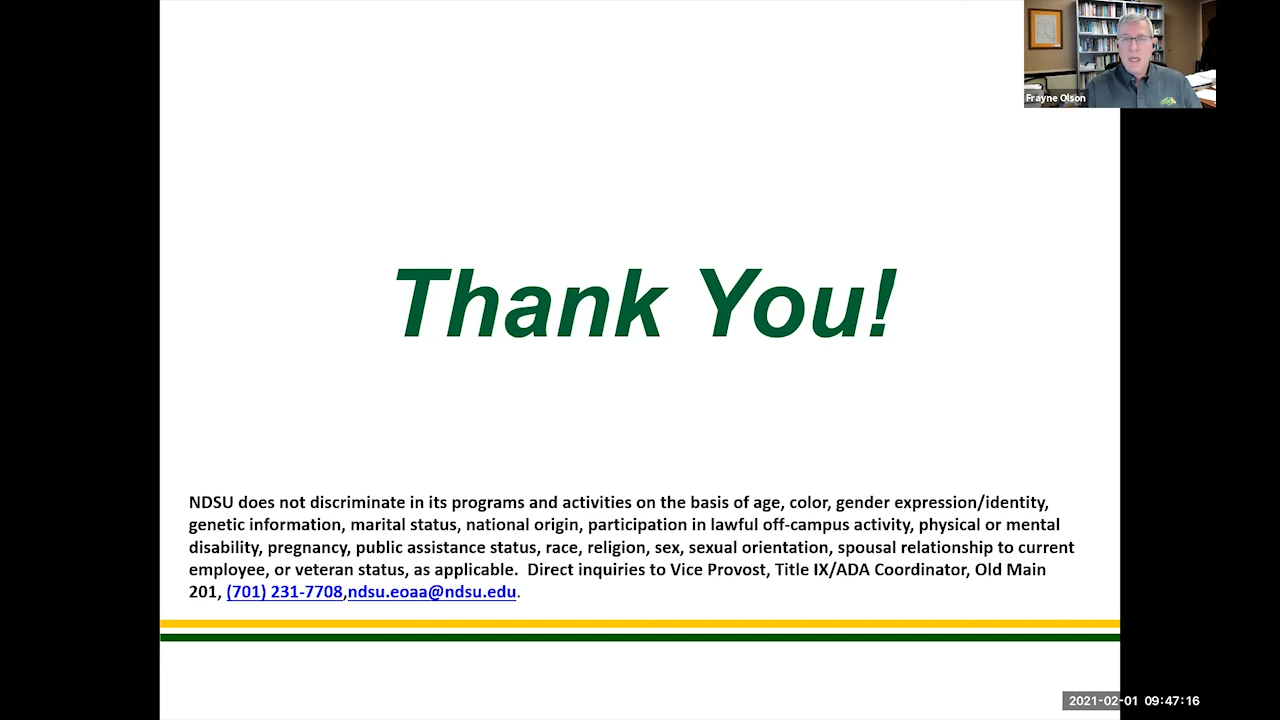 Frayne Olson
Thank You!
NDSU does not discriminate in its programs and activities on the basis of age, color, gender expression/identity,
genetic information, marital status, national origin, participation in lawful off-campus activity, physical or mental
disability, pregnancy, public assistance status, race, religion, sex, sexual orientation, spousal relationship to current
employee, or veteran status, as applicable.  Direct inquiries to Vice Provost, Title IX/ADA Coordinator, Old Main
201, (701) 231-7708,ndsu.eoaa@ndsu.edu.
2021-02-01 09:47:16